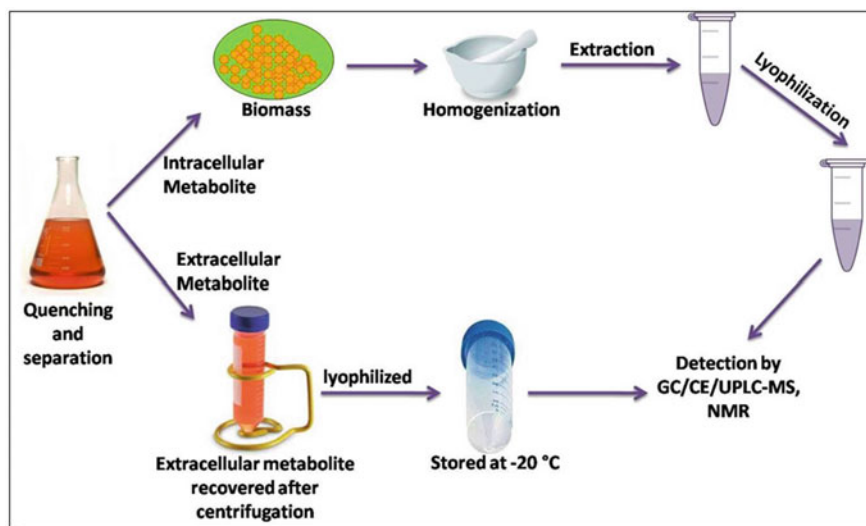 Extraction
Lyophilization
Biomass
Homogenization
Intracellular
Metabolite
Extracellular
Metabolite
Quenching
and
separation
lyophilized
Detection by
GC/CE/UPLC-MS,
NMR
Extracellular metabolite
recovered after
centrifugation
Stored at -20 °C